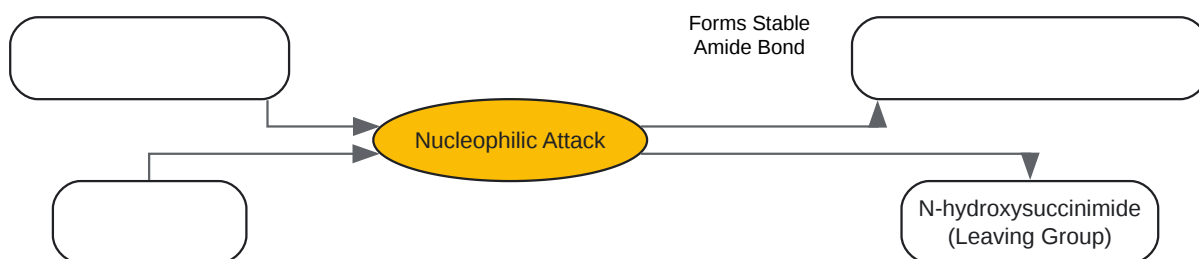 Forms Stable
Amide Bond
Nucleophilic Attack
N-hydroxysuccinimide
(Leaving Group)